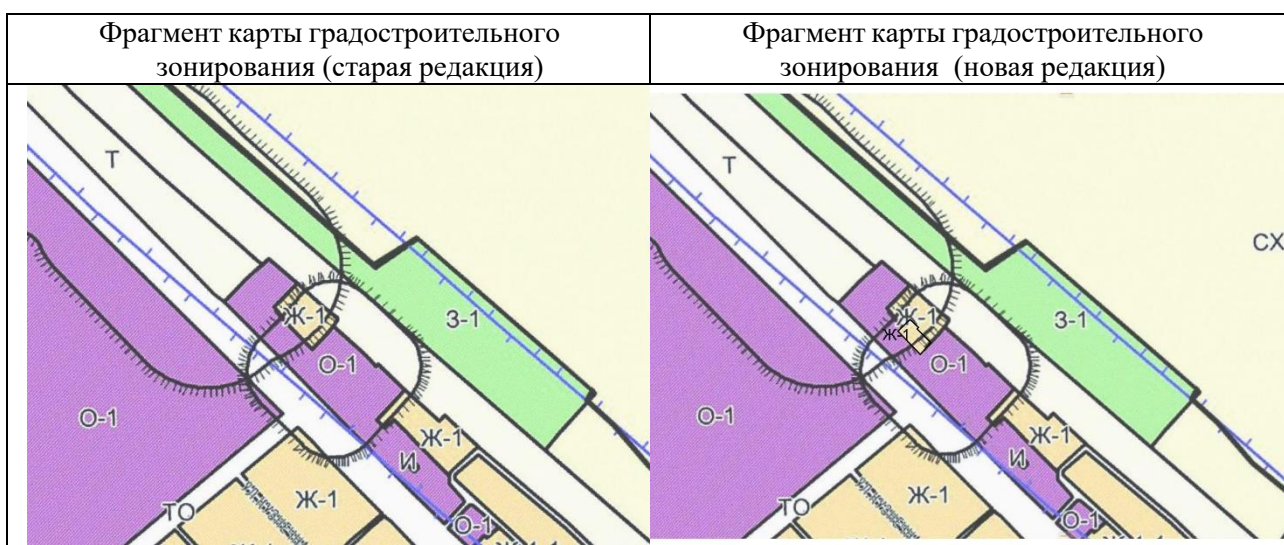 Фрагмент карты градостроительного
зонирования (старая редакция)
Фрагмент карты градостроительного
зонирования (новая редакция)
Т
Ж-1
З-1
О-1
О-1
Ж-1
И
Ж-1
ТО
О-1
Т
СХ
Ж-1
З-1
Ж-1
О-1
О-1
Ж-1
И
Ж-1
ТО
О-1
Ж-1